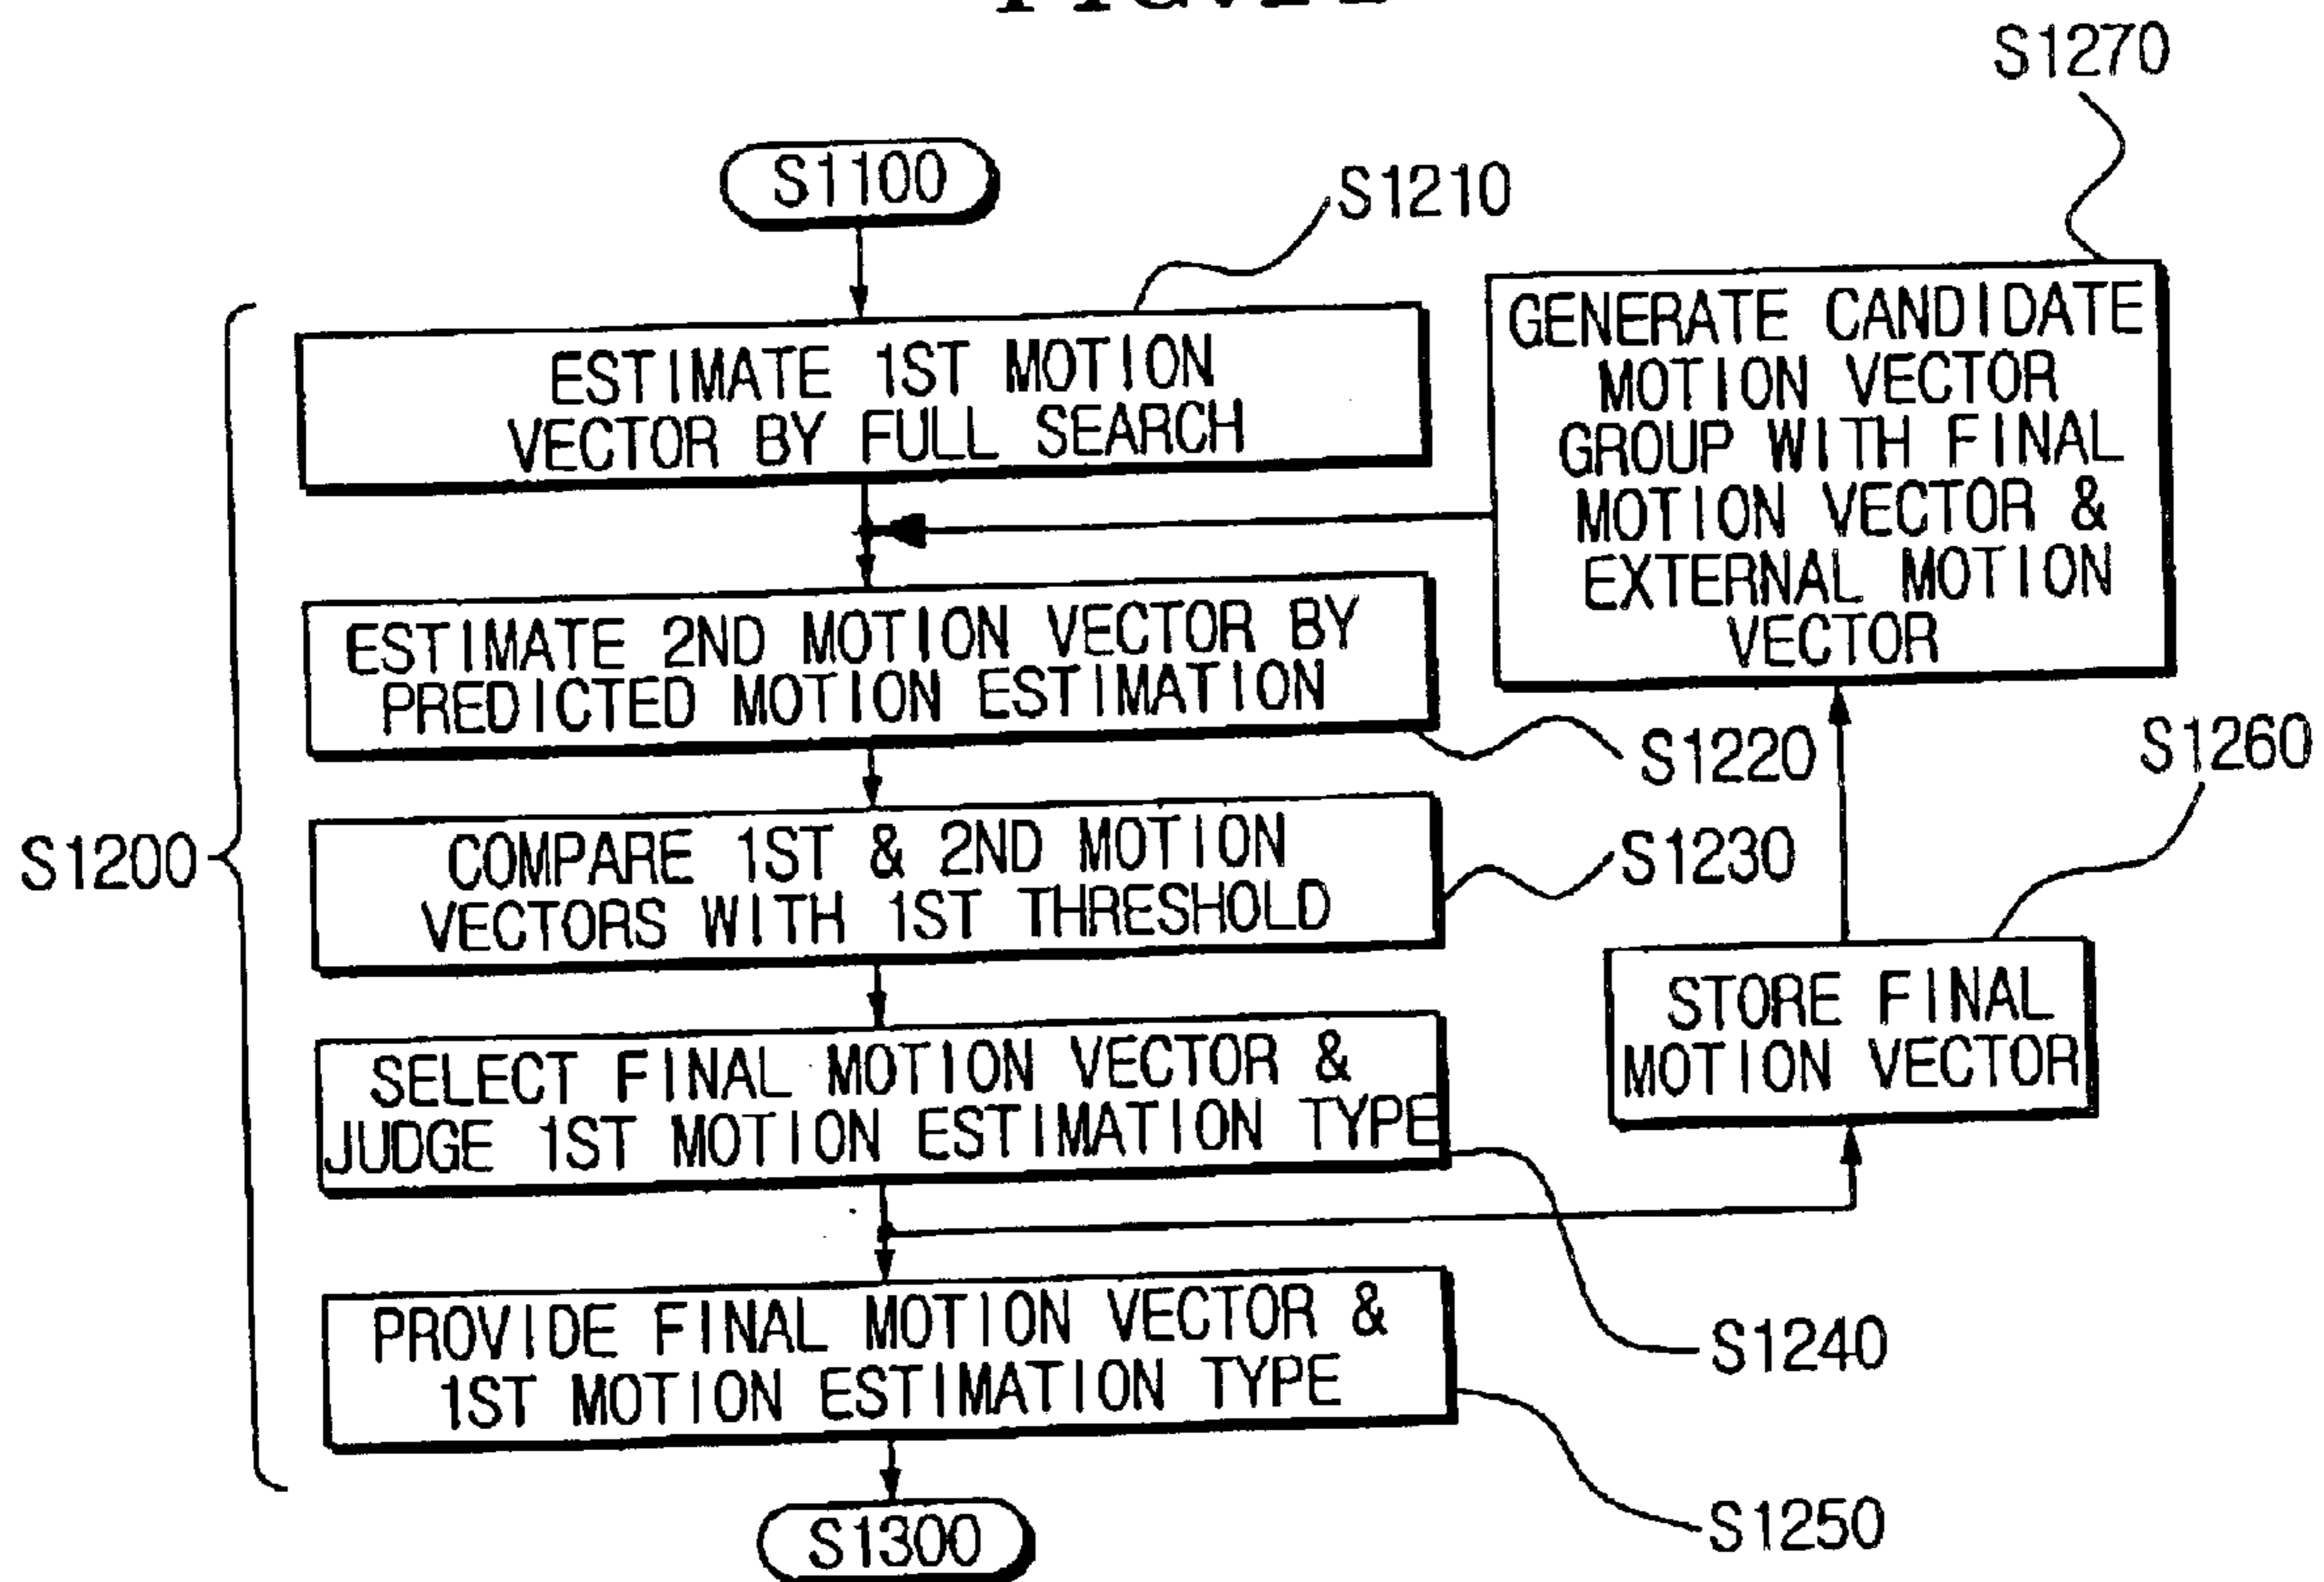 S1270
S1100
S1210
ESTIMATE 1ST MOTION
VECTOR BY FULL SEARCH
GENERATE CANDIDATE
MOTION VECTOR
GROUP WITH FINAL
MOTION VECTOR &
EXTERNAL MOTION
VECTOR
ESTIMATE 2ND MOTION VECTOR BY
PREDICTED MOTION ESTIMATION
S1220
S1260
S1200
COMPARE 1ST & 2ND MOTION
VECTORS WITH 1ST THRESHOLD
S1230
STORE FINAL
MOTION VECTOR
SELECT FINAL MOTION VECTOR &
JUDGE 1ST MOTION ESTIMATION TYPE
S1240
PROVIDE FINAL MOTION VECTOR &
1ST MOTION ESTIMATION TYPE
S1250
S1300